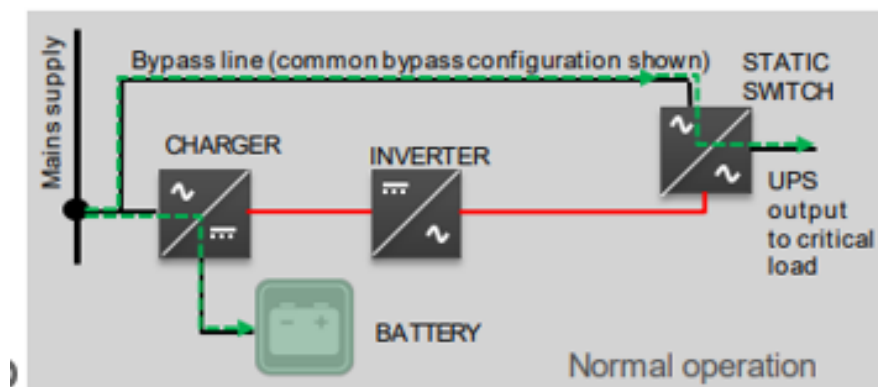 Mains supply
Bypass line (common bypass configuration shown)
STATIC
SWITCH
CHARGER
INVERTER
UPS
output
to critical
load
BATTERY
Normal operation